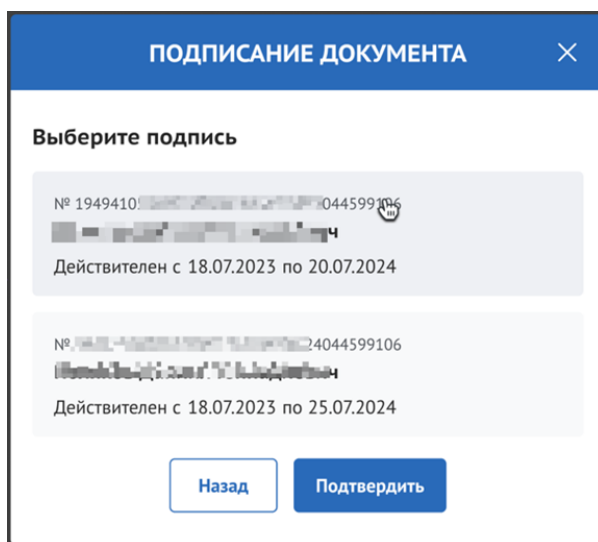 ПОДПИСАНИЕ ДОКУМЕНТА
Выберите подпись
№ 1949410 044599106
Действителен с 18.07.2023 по 20.07.2024
№ 24044599106
Действителен с 18.07.2023 по 25.07.2024
Назад Подтвердить